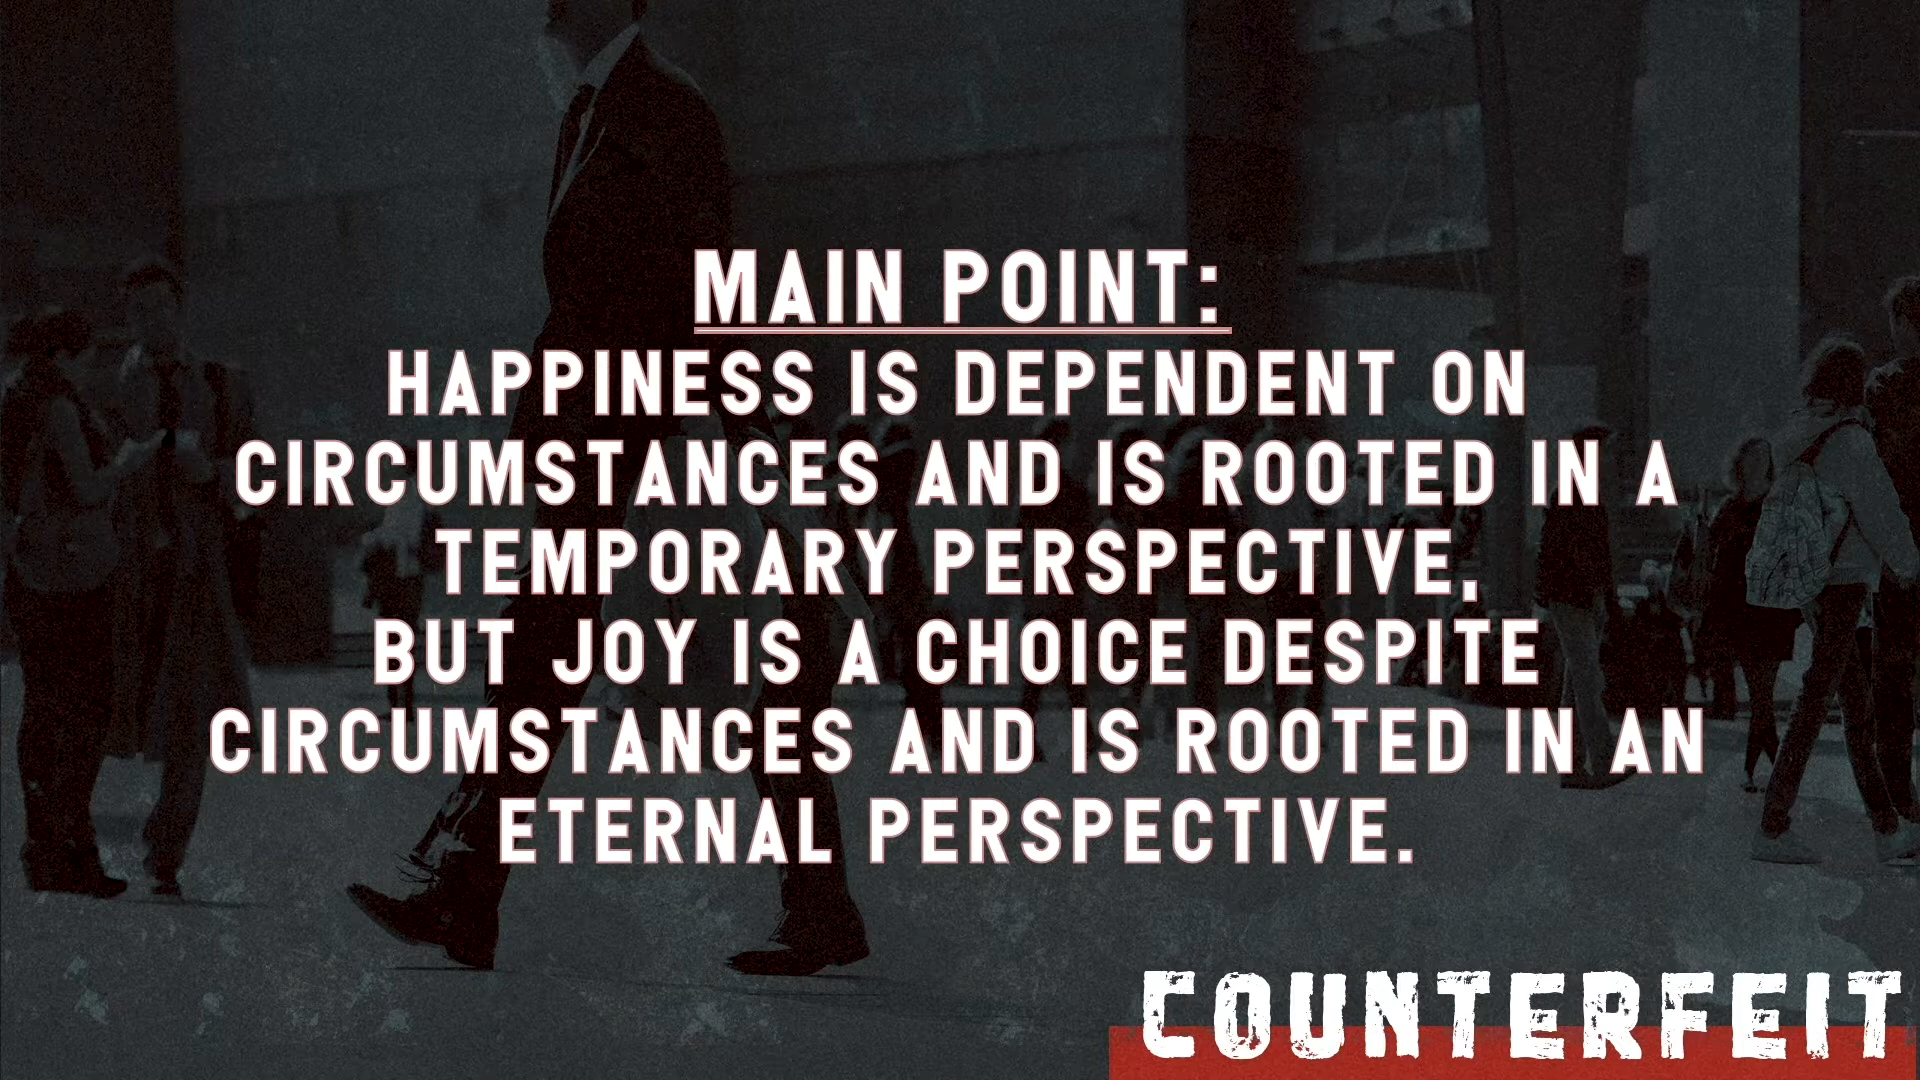 MAIN POINT:
HAPPINESS IS DEPENDENT ON
CIRCUMSTANCES AND IS ROOTED IN A
TEMPORARY PERSPECTIVE,
BUT JOY IS A CHOICE DESPITE
CIRCUMSTANCES AND IS ROOTED IN AN
ETERNAL PERSPECTIVE.
COUNTERFEIT